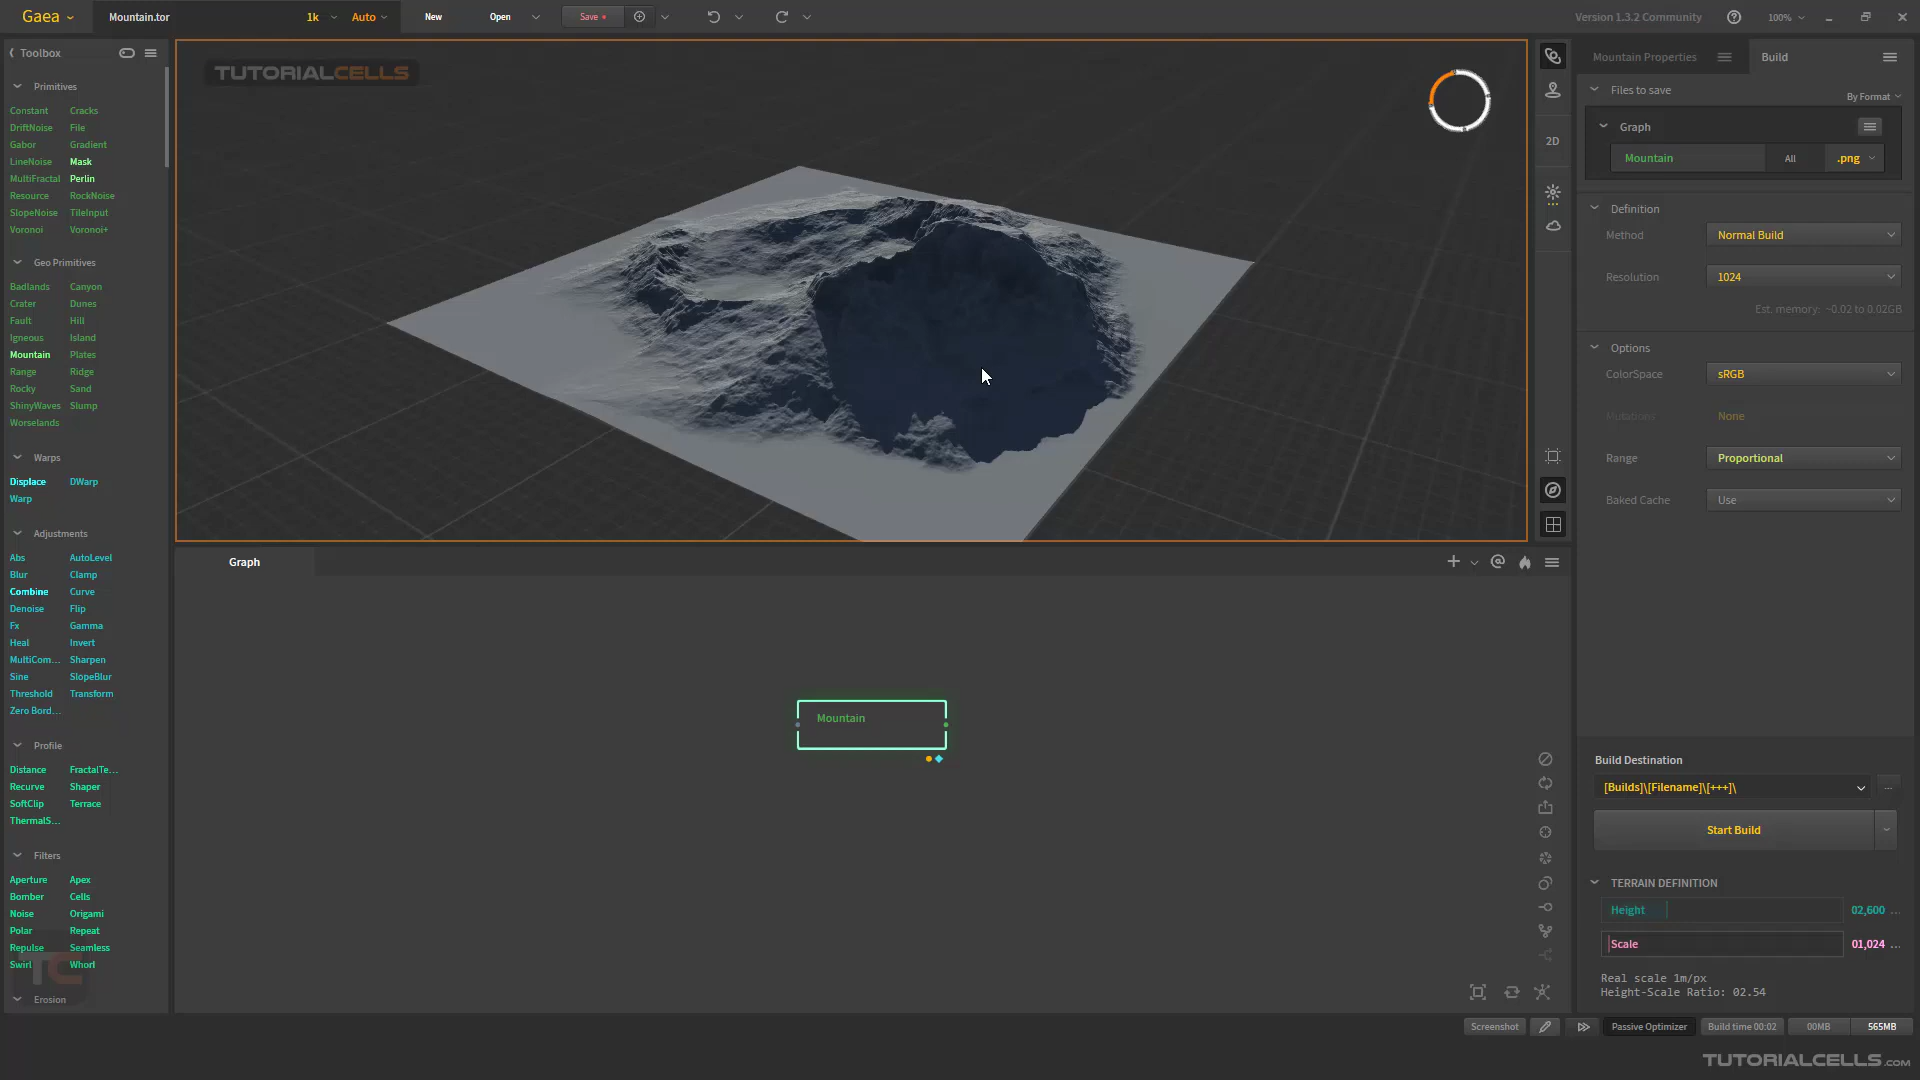 Gaea
Mountain.tor
1k
Auto
New
Open
Save
Version 1.3.2 Community
100%
Toolbox
TUTORIALCELLS
Primitives
Constant Cracks
DriftNoise File
Gabor Gradient
LineNoise Mask
MultiFractal Perlin
Resource RockNoise
SlopeNoise TileInput
Voronoi Voronoi+
Geo Primitives
Badlands Canyon
Crater Dunes
Fault Hill
Igneous Island
Mountain Plates
Range Ridge
Rocky Sand
ShinyWaves Slump
Worselands
Warps
Displace DWarp
Warp
Adjustments
Abs AutoLevel
Blur Clamp
Combine Curve
Denoise Flip
Fx Gamma
Heal Invert
MultiCom... Sharpen
Sine SlopeBlur
Threshold Transform
Zero Bord...
Profile
Distance FractalTe...
Recurve Shaper
SoftClip Terrace
ThermalS...
Filters
Aperture Apex
Bomber Cells
Noise Origami
Polar Repeat
Repulse Seamless
Swirl Whorl
TC
Erosion
2D
Graph
Mountain
Mountain Properties
Build
Files to save
By Format
Graph
Mountain All .png
Definition
Method Normal Build
Resolution 1024
Est. memory: ~0.02 to 0.02GB
Options
ColorSpace sRGB
Mutations None
Range Proportional
Baked Cache Use
Build Destination
[Builds]\[Filename]\[+++]\
...
Start Build
TERRAIN DEFINITION
Height 02,600 ...
Scale 01,024 ...
Real scale 1m/px
Height-Scale Ratio: 02.54
Screenshot
Passive Optimizer
Build time 00:02
00MB
565MB
TUTORIALCELLS.COM